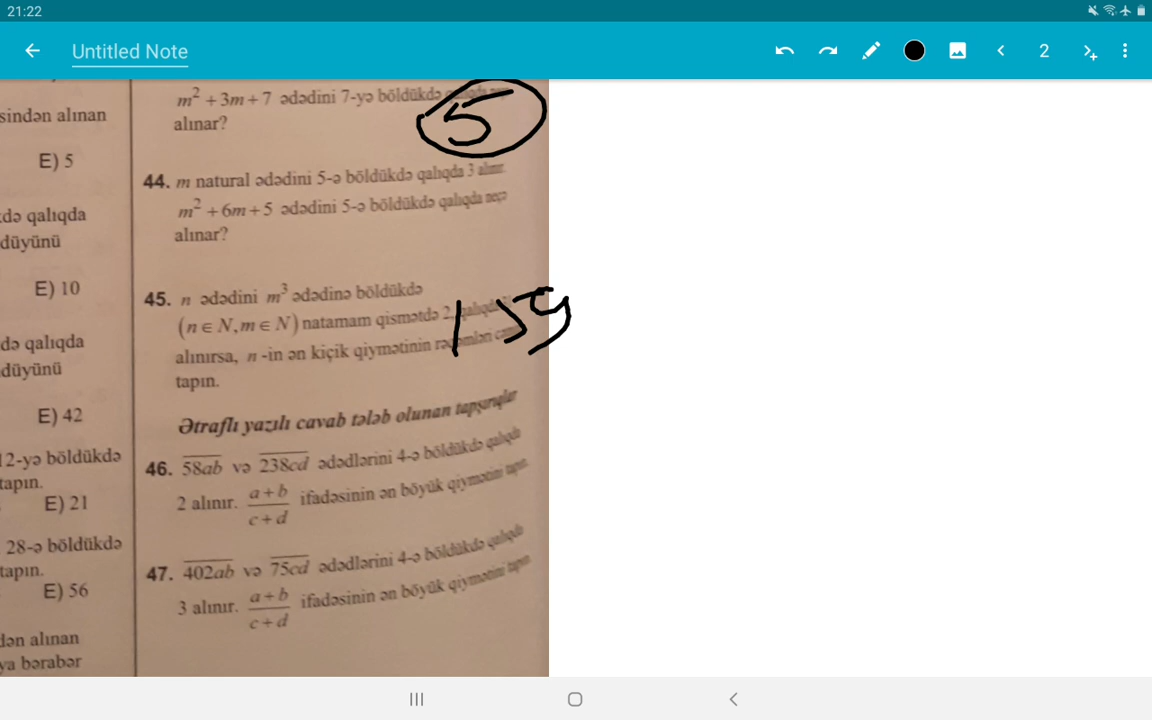 21:22
Untitled Note
2
sindən alınan
E) 5
də qalıqda
düyünü
E) 10
də qalıqda
düyünü
E) 42
12-yə böldükdə
tapın.
E) 21
28-ə böldükdə
tapın.
E) 56
dən alınan
ya bərabər
m² + 3m + 7 ədədini 7-yə böldükdə
alınar?
5
44. m natural ədədini 5-ə böldükdə qalıqda 3 alınır.
m² + 6m + 5 ədədini 5-ə böldükdə qalıqda neçə
alınar?
45. n ədədini m³ ədədinə böldükdə
(n ∈ N, m ∈ N) natamam qismətdə 2, qalıqda
alınırsa, n -in ən kiçik qiymətinin rəqəmləri
tapın.
Ətraflı yazılı cavab tələb olunan tapşırıqlar
46. 58ab və 238cd ədədlərini 4-ə böldükdə qalıqda
2 alınır. a+b/c+d ifadəsinin ən böyük qiymətini tapın.
47. 402ab və 75cd ədədlərini 4-ə böldükdə qalıqda
3 alınır. a+b/c+d ifadəsinin ən böyük qiymətini tapın.